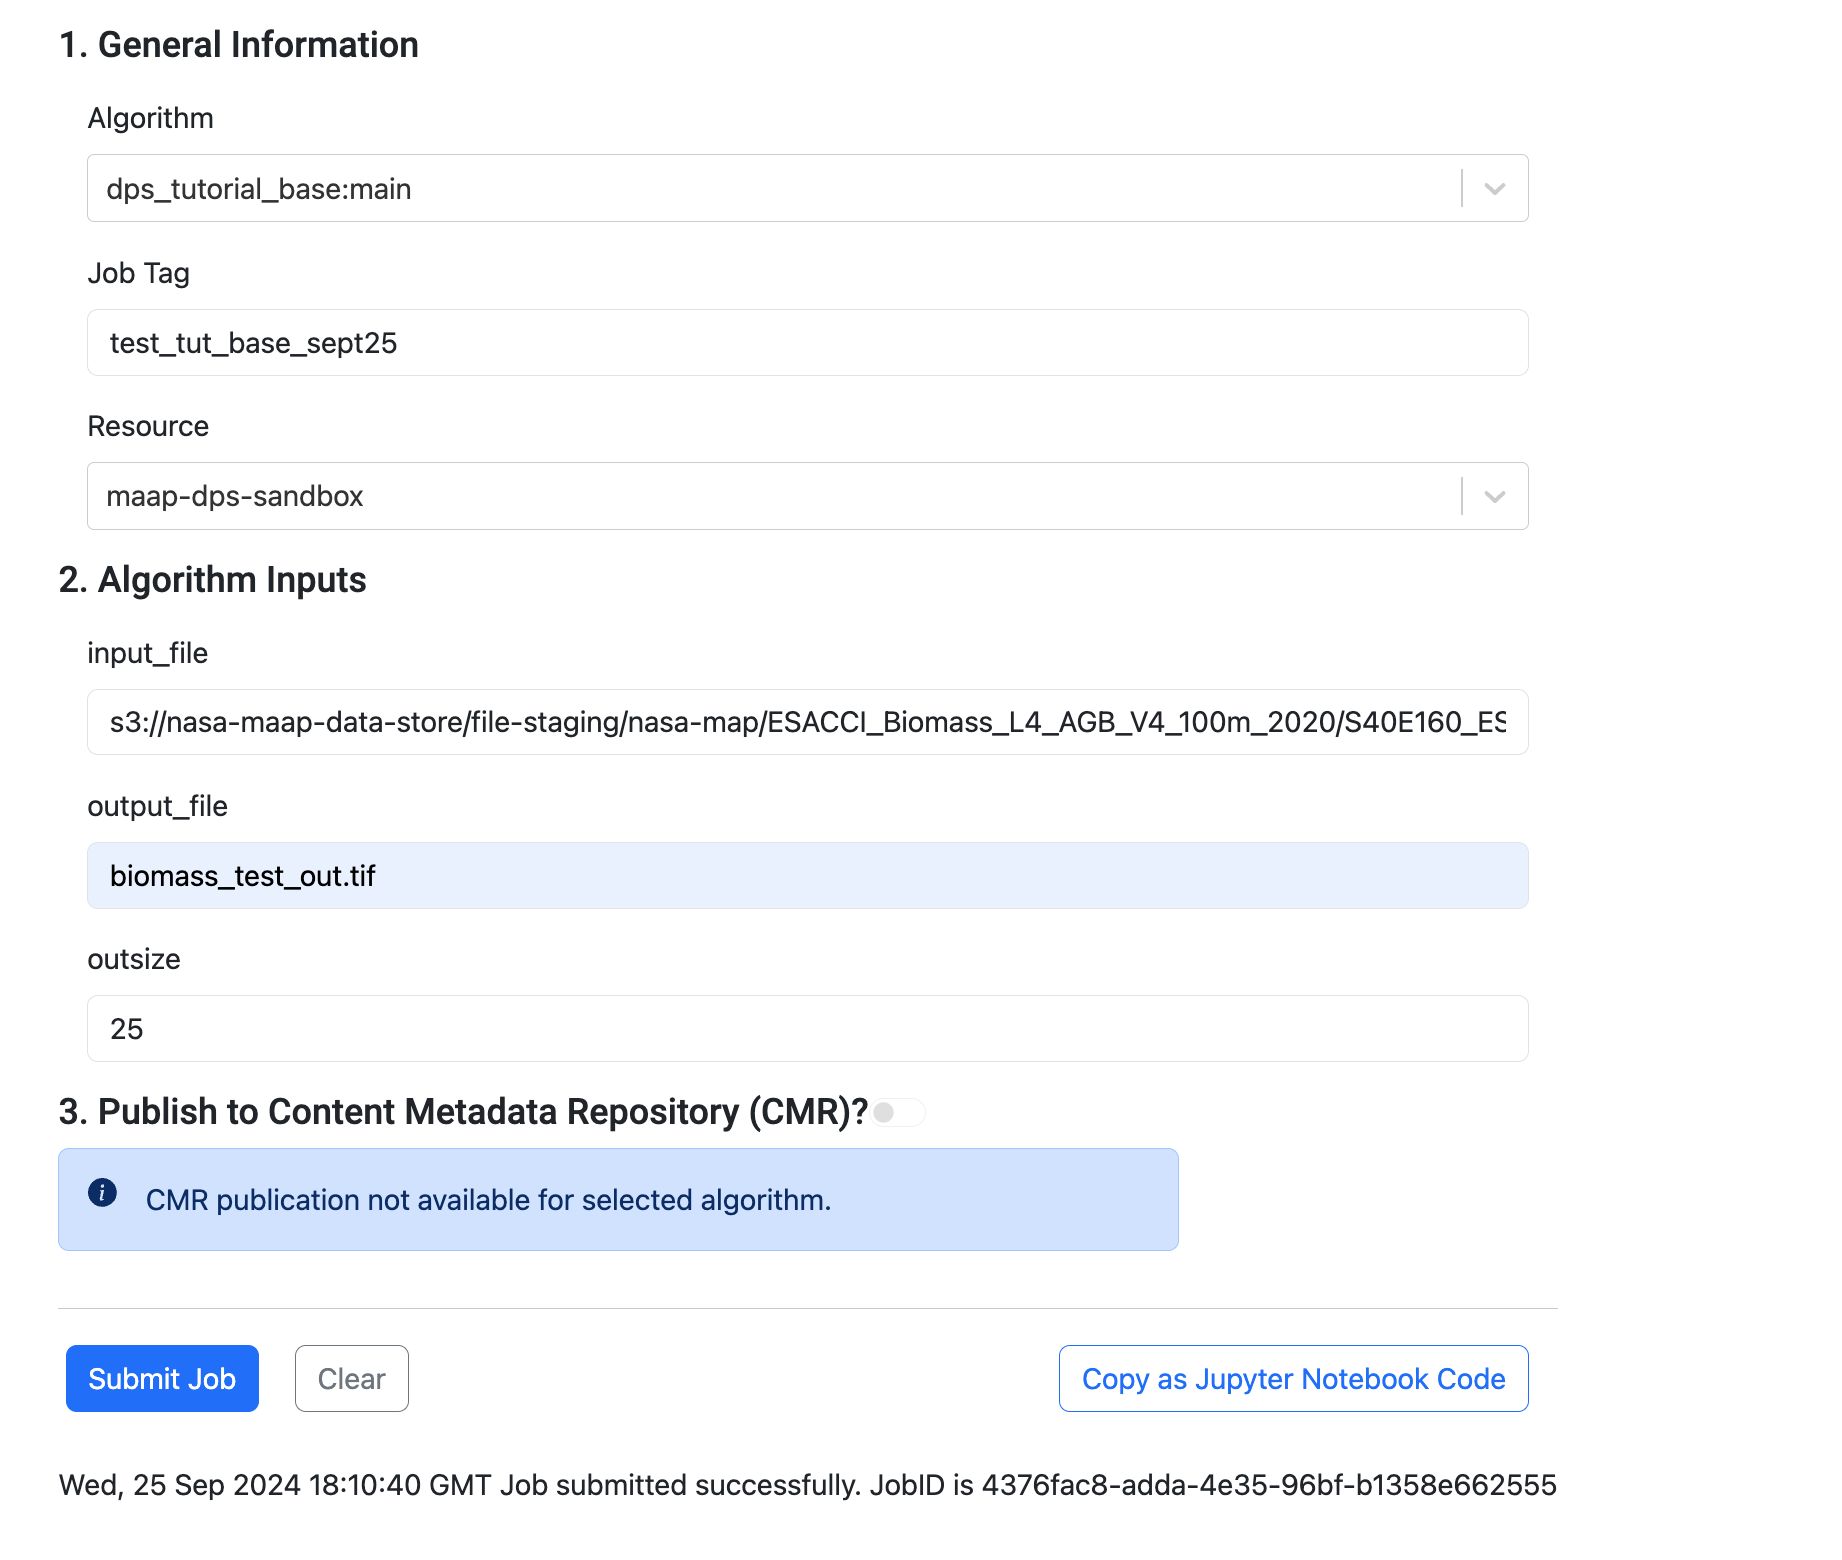 1. General Information
Algorithm
dps_tutorial_base:main
Job Tag
test_tut_base_sept25
Resource
maap-dps-sandbox
2. Algorithm Inputs
input_file
s3://nasa-maap-data-store/file-staging/nasa-map/ESACCI_Biomass_L4_AGB_V4_100m_2020/S40E160_ES
output_file
biomass_test_out.tif
outsize
25
3. Publish to Content Metadata Repository (CMR)?
CMR publication not available for selected algorithm.
Submit Job Clear Copy as Jupyter Notebook Code
Wed, 25 Sep 2024 18:10:40 GMT Job submitted successfully. JobID is 4376fac8-adda-4e35-96bf-b1358e662555